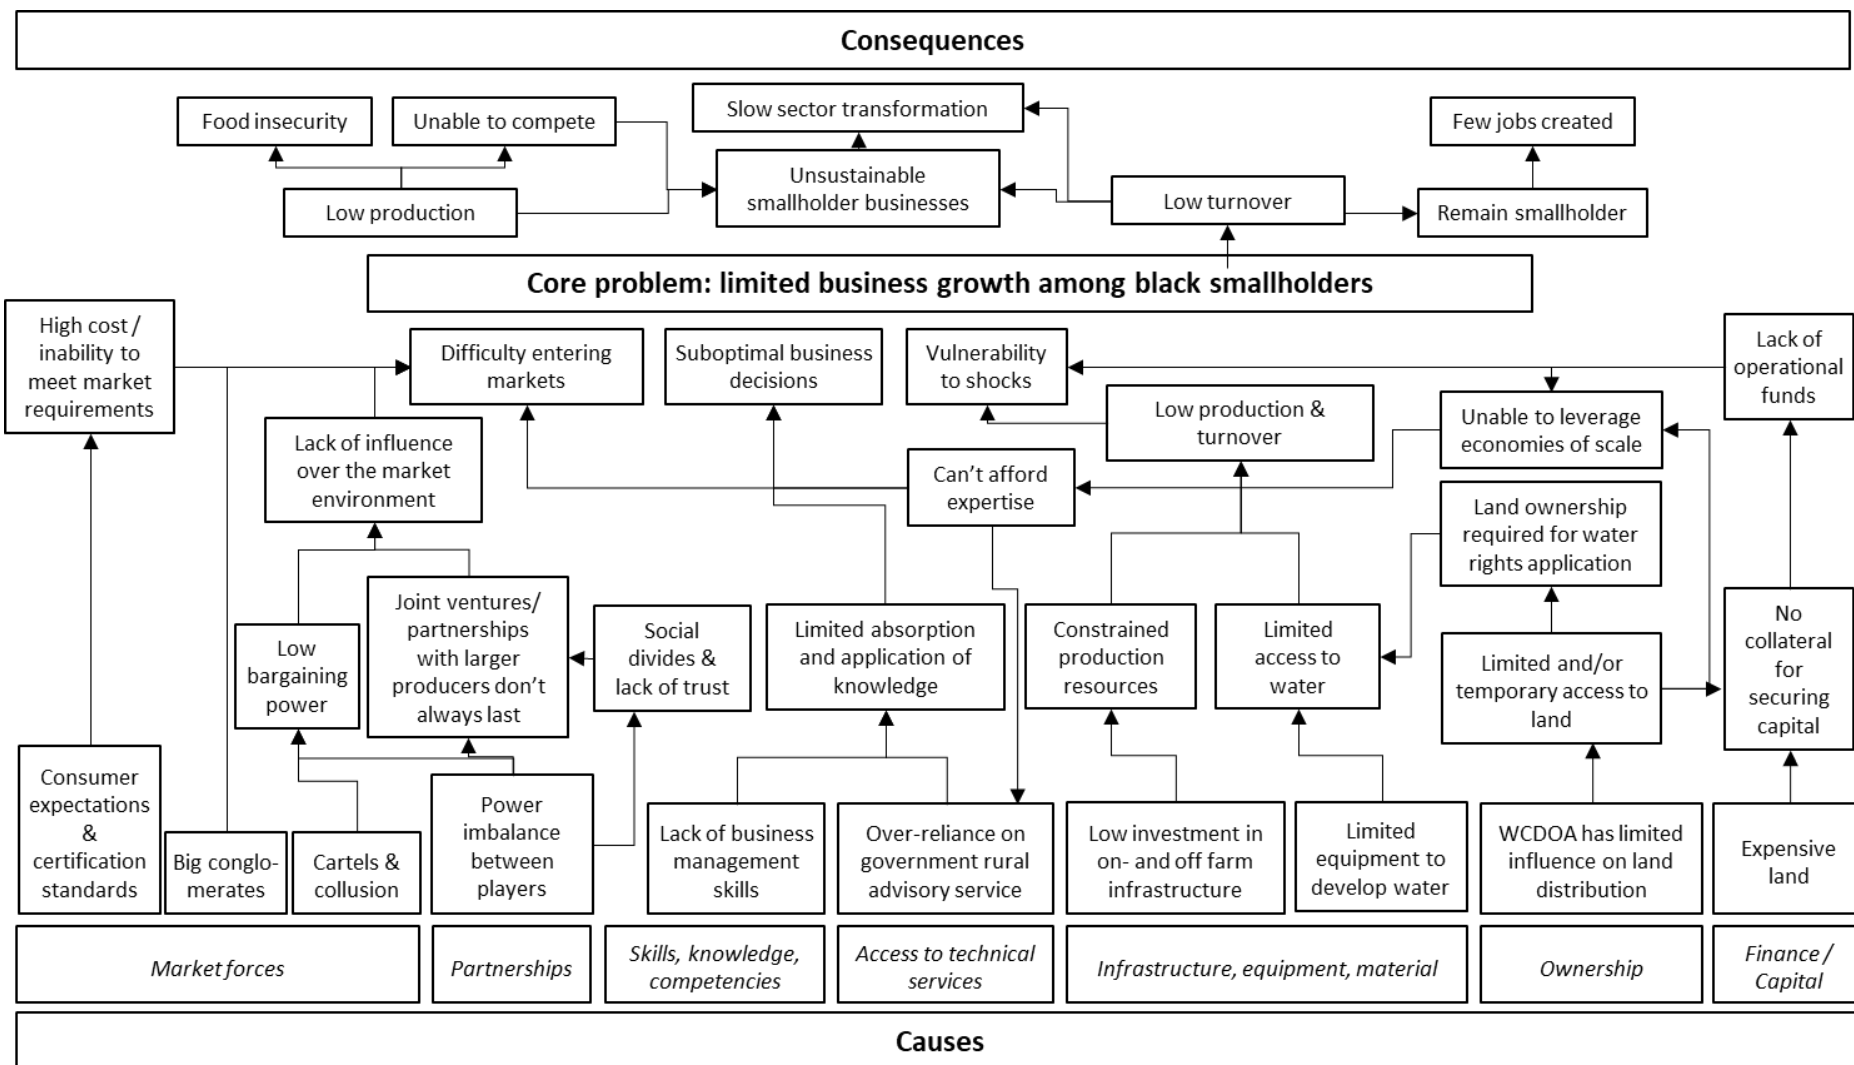 Consequences
Food insecurity
Unable to compete
Slow sector transformation
Few jobs created
Low production
Unsustainable
smallholder businesses
Low turnover
Remain smallholder
Core problem: limited business growth among black smallholders
High cost /
inability to
meet market
requirements
Difficulty entering
markets
Suboptimal business
decisions
Vulnerability
to shocks
Lack of
operational
funds
Low production &
turnover
Unable to leverage
economies of scale
Lack of influence
over the market
environment
Can’t afford
expertise
Land ownership
required for water
rights application
Low
bargaining
power
Joint ventures/
partnerships
with larger
producers don’t
always last
Social
divides &
lack of trust
Limited absorption
and application of
knowledge
Constrained
production
resources
Limited
access to
water
Limited and/or
temporary access to
land
No
collateral
for
securing
capital
Consumer
expectations
&
certification
standards
Big conglo-
merates
Cartels &
collusion
Power
imbalance
between
players
Lack of business
management
skills
Over-reliance on
government rural
advisory service
Low investment in
on- and off farm
infrastructure
Limited
equipment to
develop water
WCDOA has limited
influence on land
distribution
Expensive
land
Market forces
Partnerships
Skills, knowledge,
competencies
Access to technical
services
Infrastructure, equipment, material
Ownership
Finance /
Capital
Causes